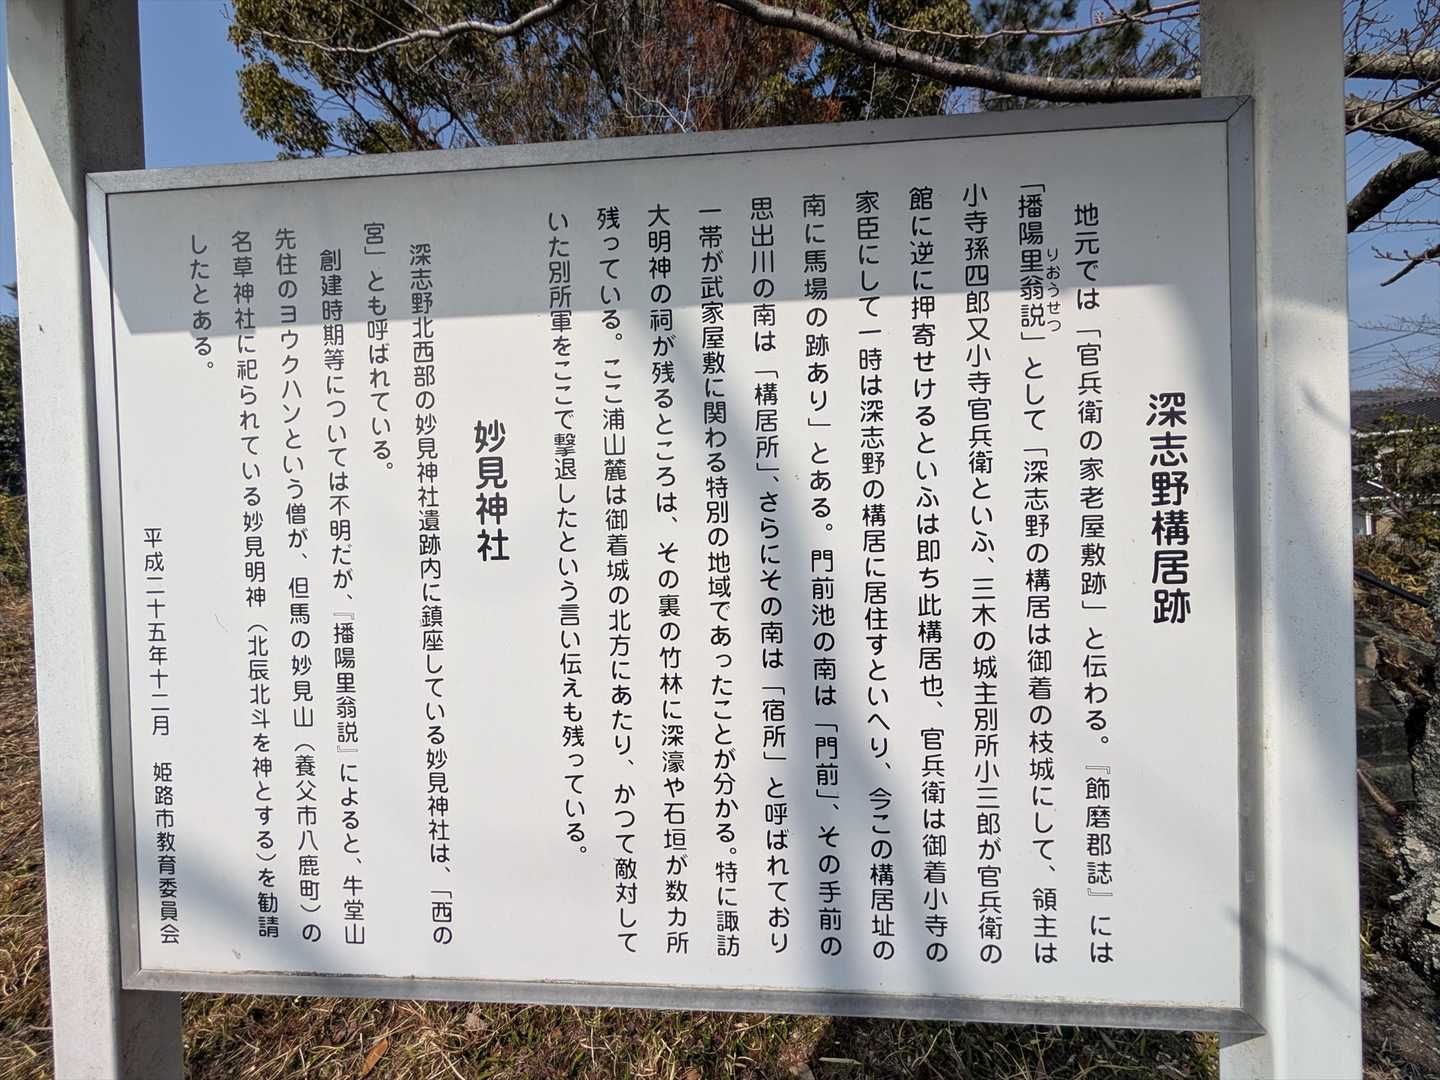 深志野構居跡
地元では「官兵衛の家老屋敷跡」と伝わる。『飾磨郡誌』には
「播陽里翁説」として「深志野の構居は御着の枝城にして、領主は
りおうせつ
小寺孫四郎又小寺官兵衛といふ、三木の城主別所小三郎が官兵衛の
館に逆に押寄せけるといふは即ち此構居也、官兵衛は御着小寺の
家臣にして一時は深志野の構居に居住すといへり、今この構居址の
南に馬場の跡あり」とある。門前池の南は「門前」、その手前の
思出川の南は「構居所」、さらにその南は「宿所」と呼ばれており
一帯が武家屋敷に関わる特別の地域であったことが分かる。特に諏訪
大明神の祠が残るところは、その裏の竹林に深濠や石垣が数カ所
残っている。ここ浦山麓は御着城の北方にあたり、かつて敵対して
いた別所軍をここで撃退したという言い伝えも残っている。
妙見神社
深志野北西部の妙見神社遺跡内に鎮座している妙見神社は、「西の
宮」とも呼ばれている。
創建時期等については不明だが、『播陽里翁説』によると、牛堂山
先住のヨウクハンという僧が、但馬の妙見山（養父市八鹿町）の
名草神社に祀られている妙見明神（北辰北斗を神とする）を勧請
したとある。
平成二十五年十二月　姫路市教育委員会